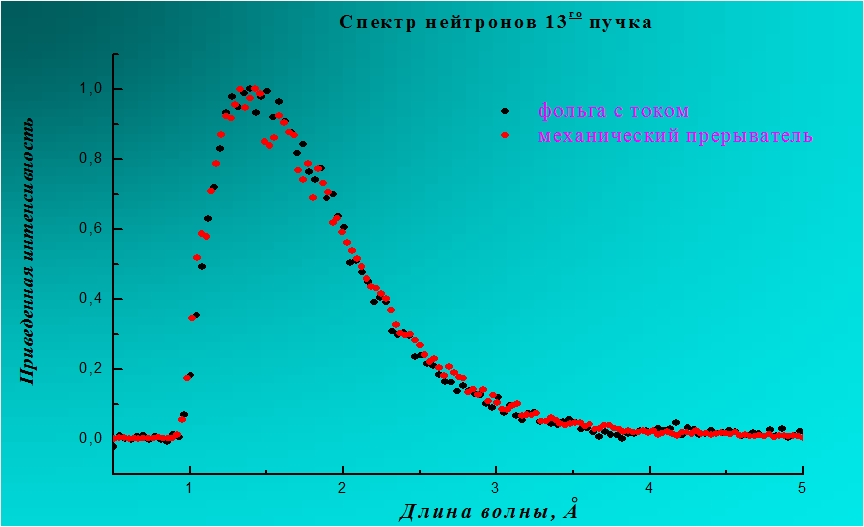 Спектр нейтронов 13го пучка
фольга с током
механический прерыватель
Приведенная интенсивность
1,0
0,8
0,6
0,4
0,2
0,0
1 2 3 4 5
Длина волны, Å